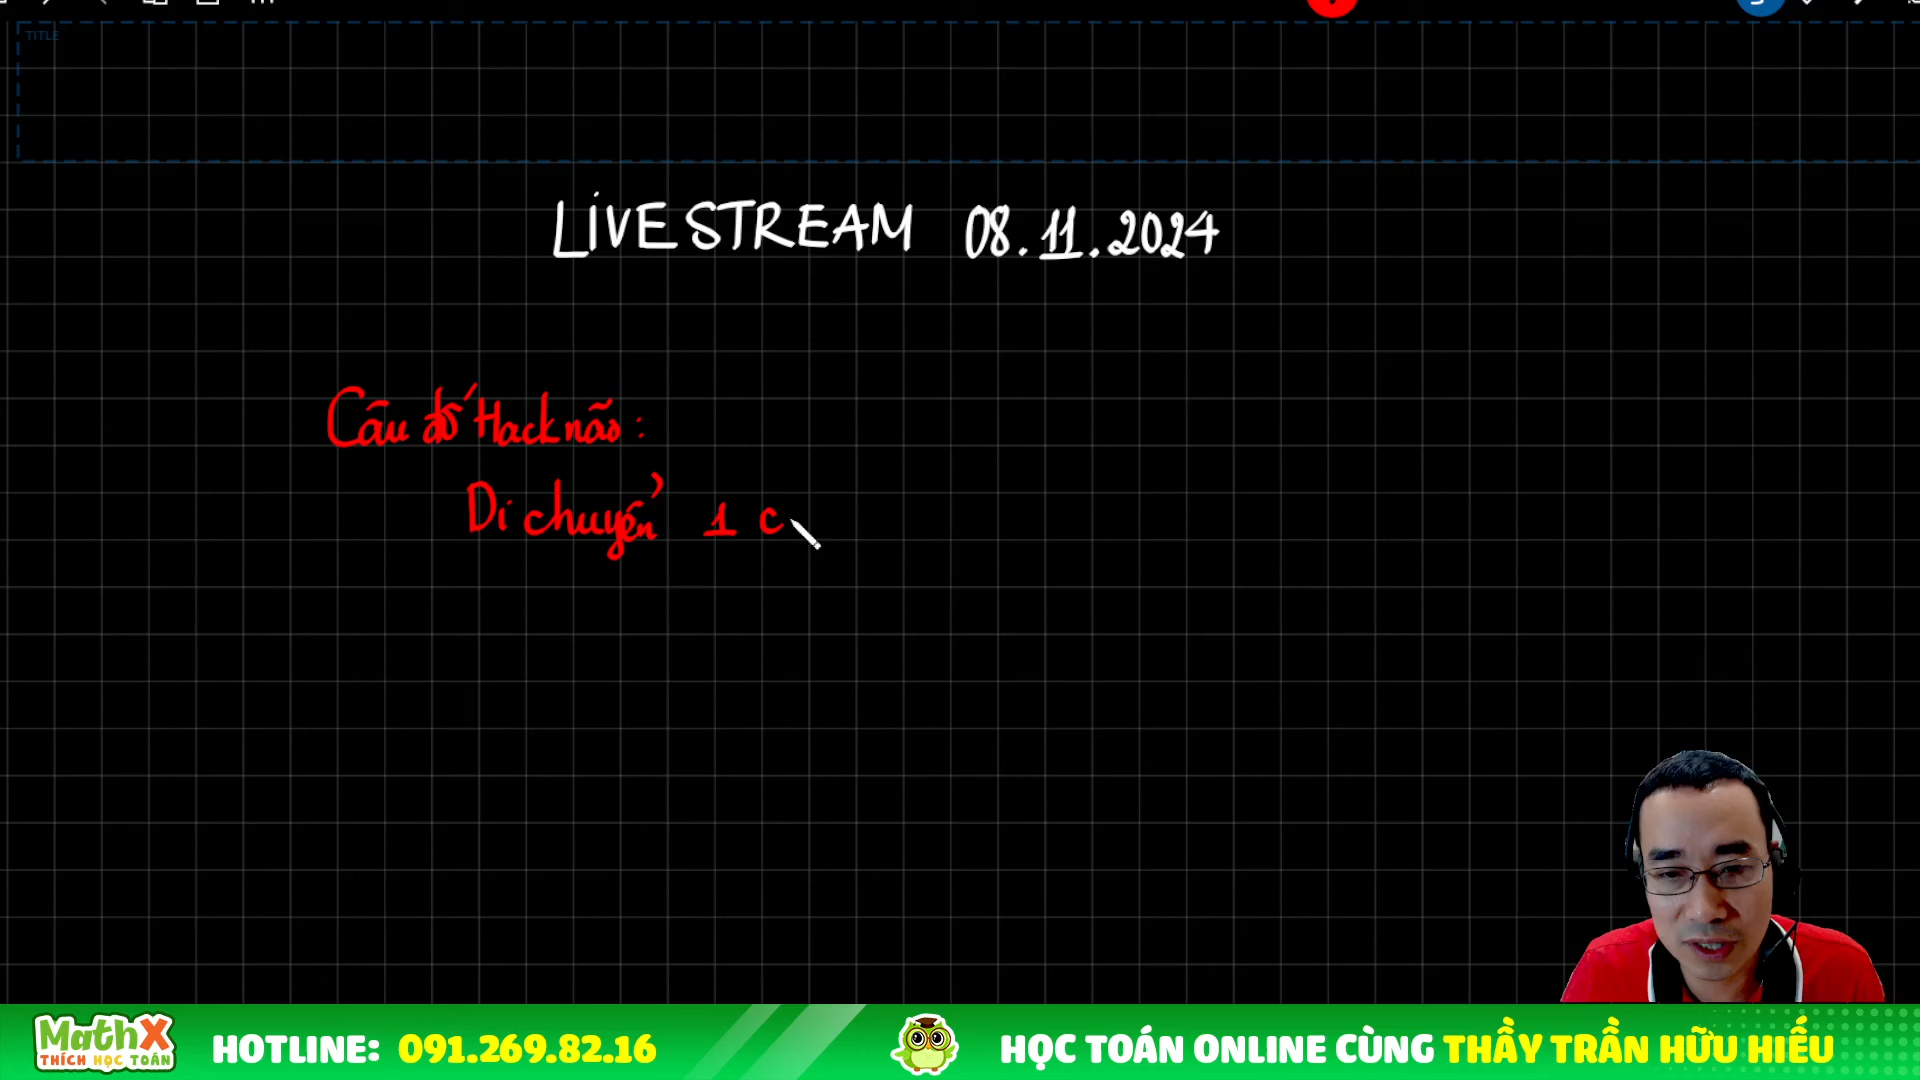 TITLE
LIVESTREAM 08.11.2024
Câu đố Hack não:
Di chuyển 1 c
MathX
THÍCH HỌC TOÁN
HOTLINE: 091.269.82.16
HỌC TOÁN ONLINE CÙNG THẦY TRẦN HỮU HIẾU